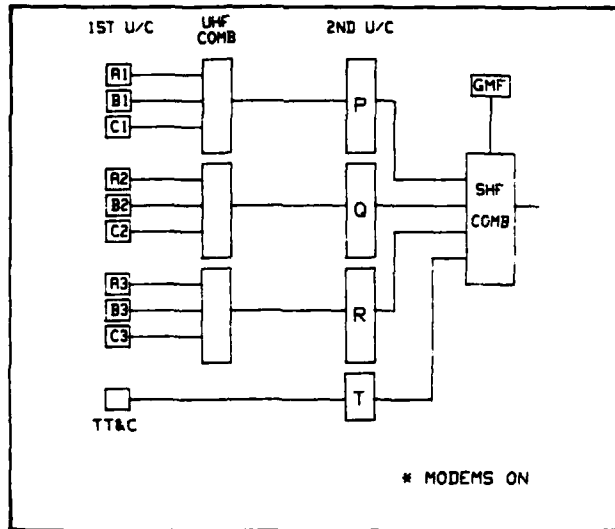 1ST U/C
UHF
COMB
2ND U/C
A1
B1
C1
P
GMF
A2
B2
C2
Q
SHF
COMB
A3
B3
C3
R
TT&C
T
* MODEMS ON